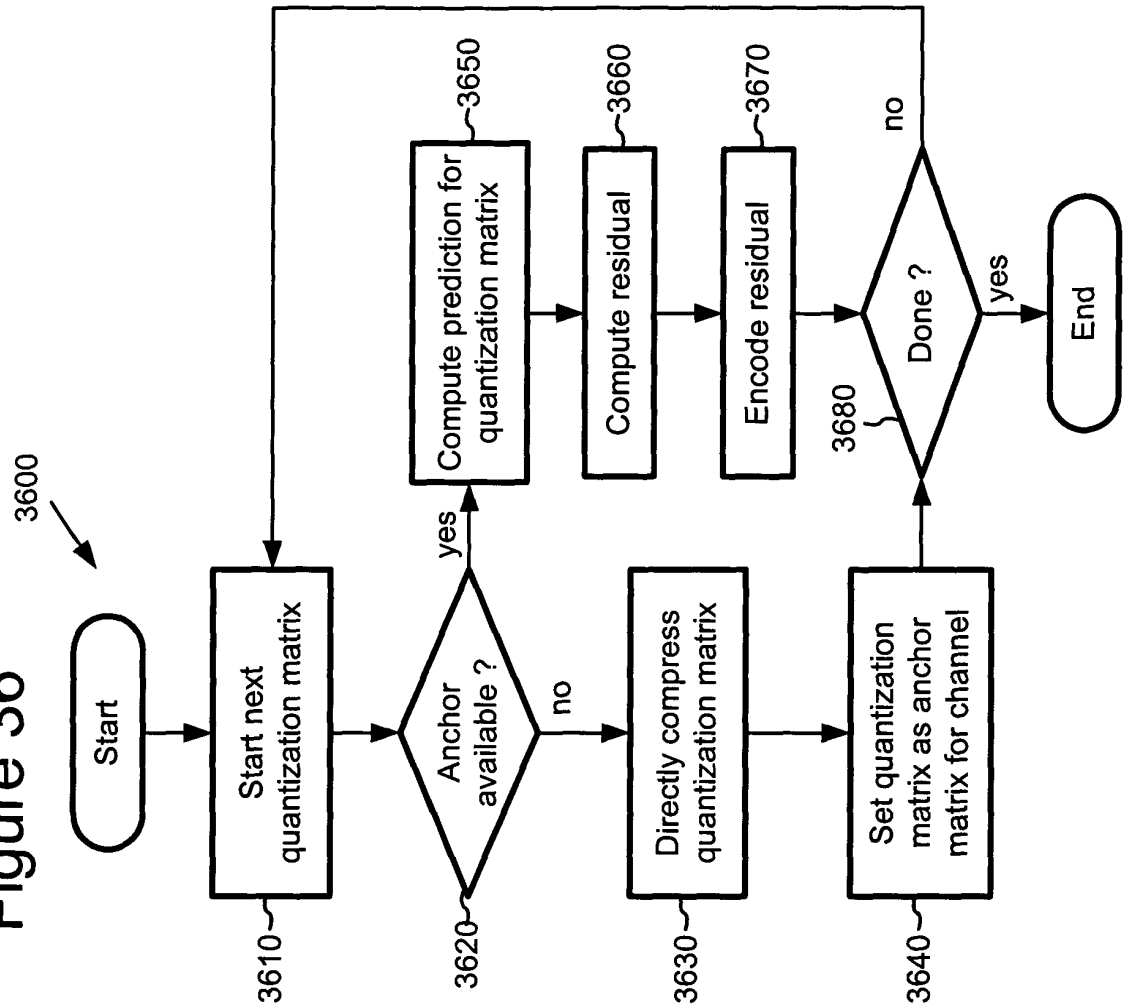 Figure 36
3600
Start
Start next
quantization matrix
3610
Anchor
available ?
3620
yes
no
Directly compress
quantization matrix
3630
Set quantization
matrix as anchor
matrix for channel
3640
Compute prediction for
quantization matrix
3650
Compute residual
3660
Encode residual
3670
Done ?
3680
no
yes
End